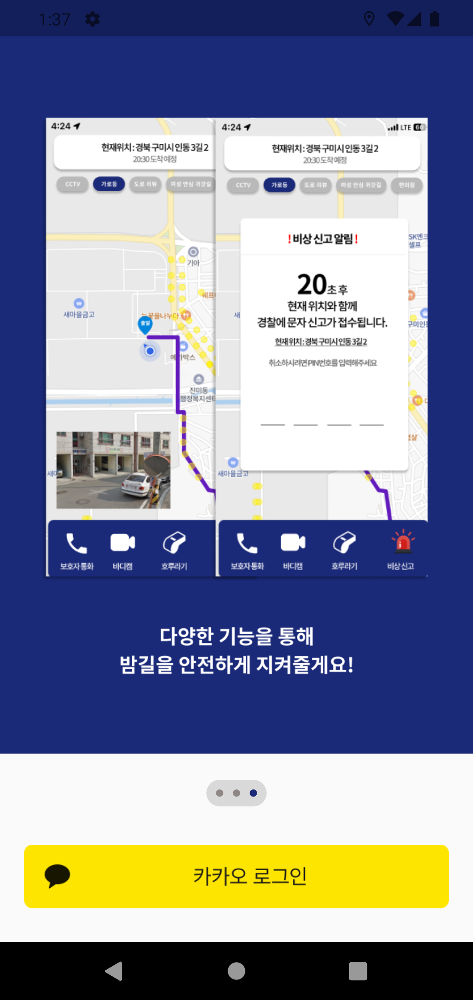 1:37
4:24
현재위치 : 경북 구미시 인동 3길 2
20:30 도착예정
CCTV
가로등
도로 리뷰
여성 안심 귀갓길
기아
새마을금고
출발
진미동
행정복지센터
보호자 통화
바디캠
호루라기
4:24
LTE 60
현재위치 : 경북 구미시 인동 3길 2
20:30 도착예정
CCTV
가로등
도로 리뷰
여성 안심 귀갓길
편의점
! 비상 신고 알림 !
20초 후
현재 위치와 함께
경찰에 문자 신고가 접수됩니다.
현재 위치 : 경북 구미시 인동 3길 2
취소하시려면 PIN번호를 입력해주세요
셀프
새마을금고
보호자 통화
바디캠
호루라기
비상 신고
다양한 기능을 통해
밤길을 안전하게 지켜줄게요!
카카오 로그인